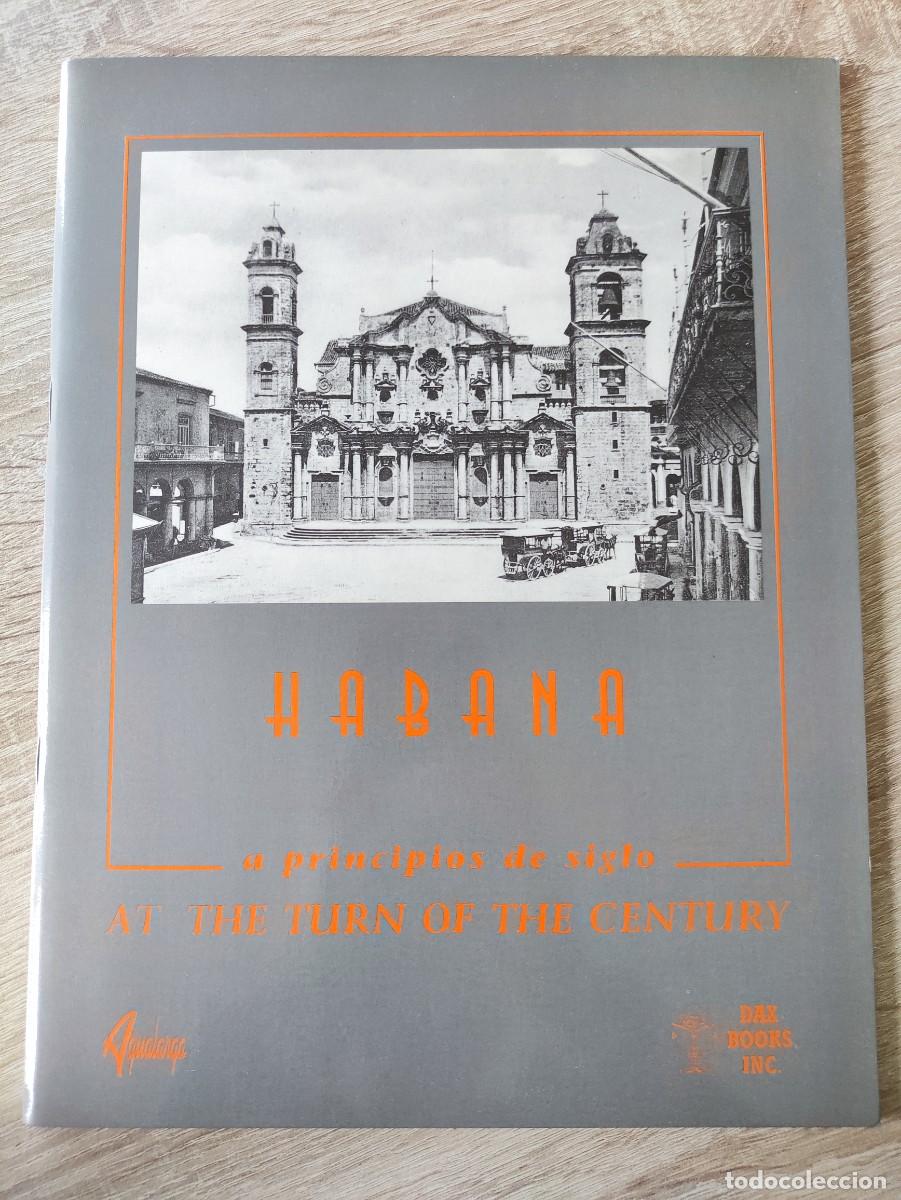 HABANA
a principios de siglo
AT THE TURN OF THE CENTURY
Agualarga
DAX
BOOKS,
INC.
todocoleccion